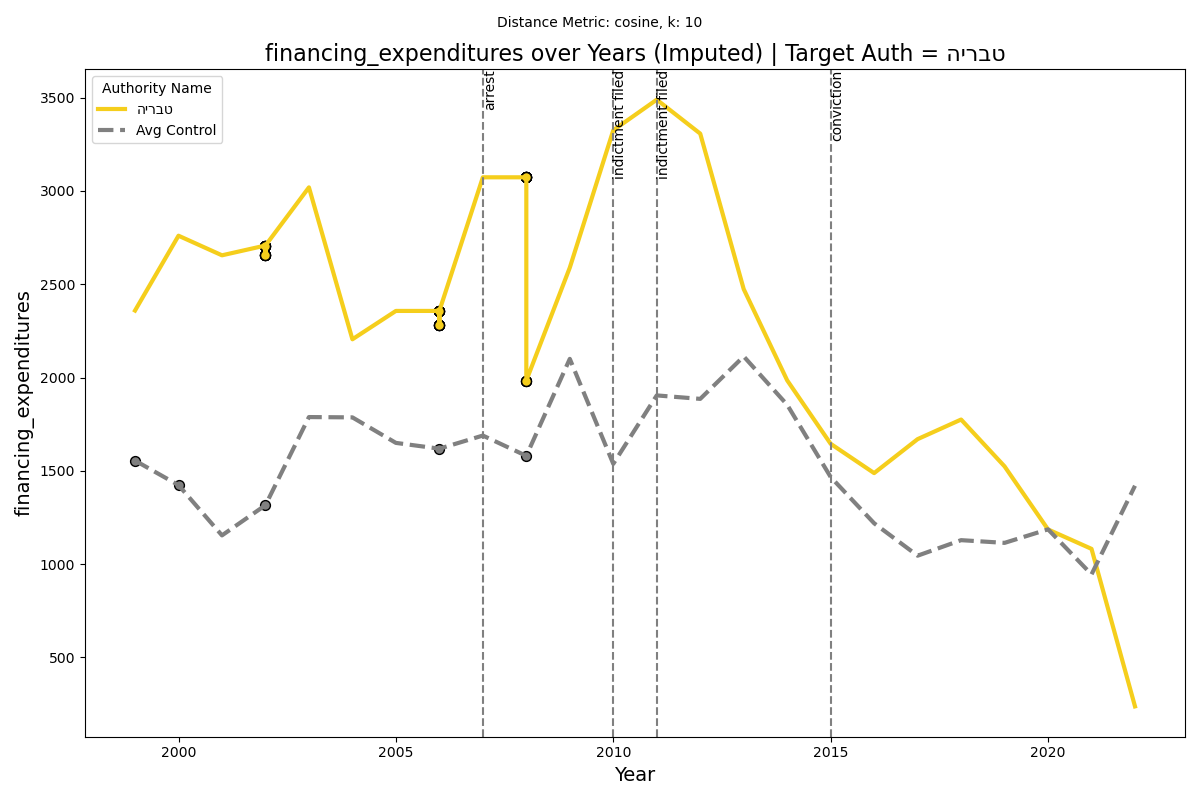 Distance Metric: cosine, k: 10
financing_expenditures over Years (Imputed) | Target Auth = טבריה
Authority Name
טבריה
Avg Control
arrest
indictment filed
indictment filed
conviction
financing_expenditures
3500
3000
2500
2000
1500
1000
500
2000
2005
2010
2015
2020
Year